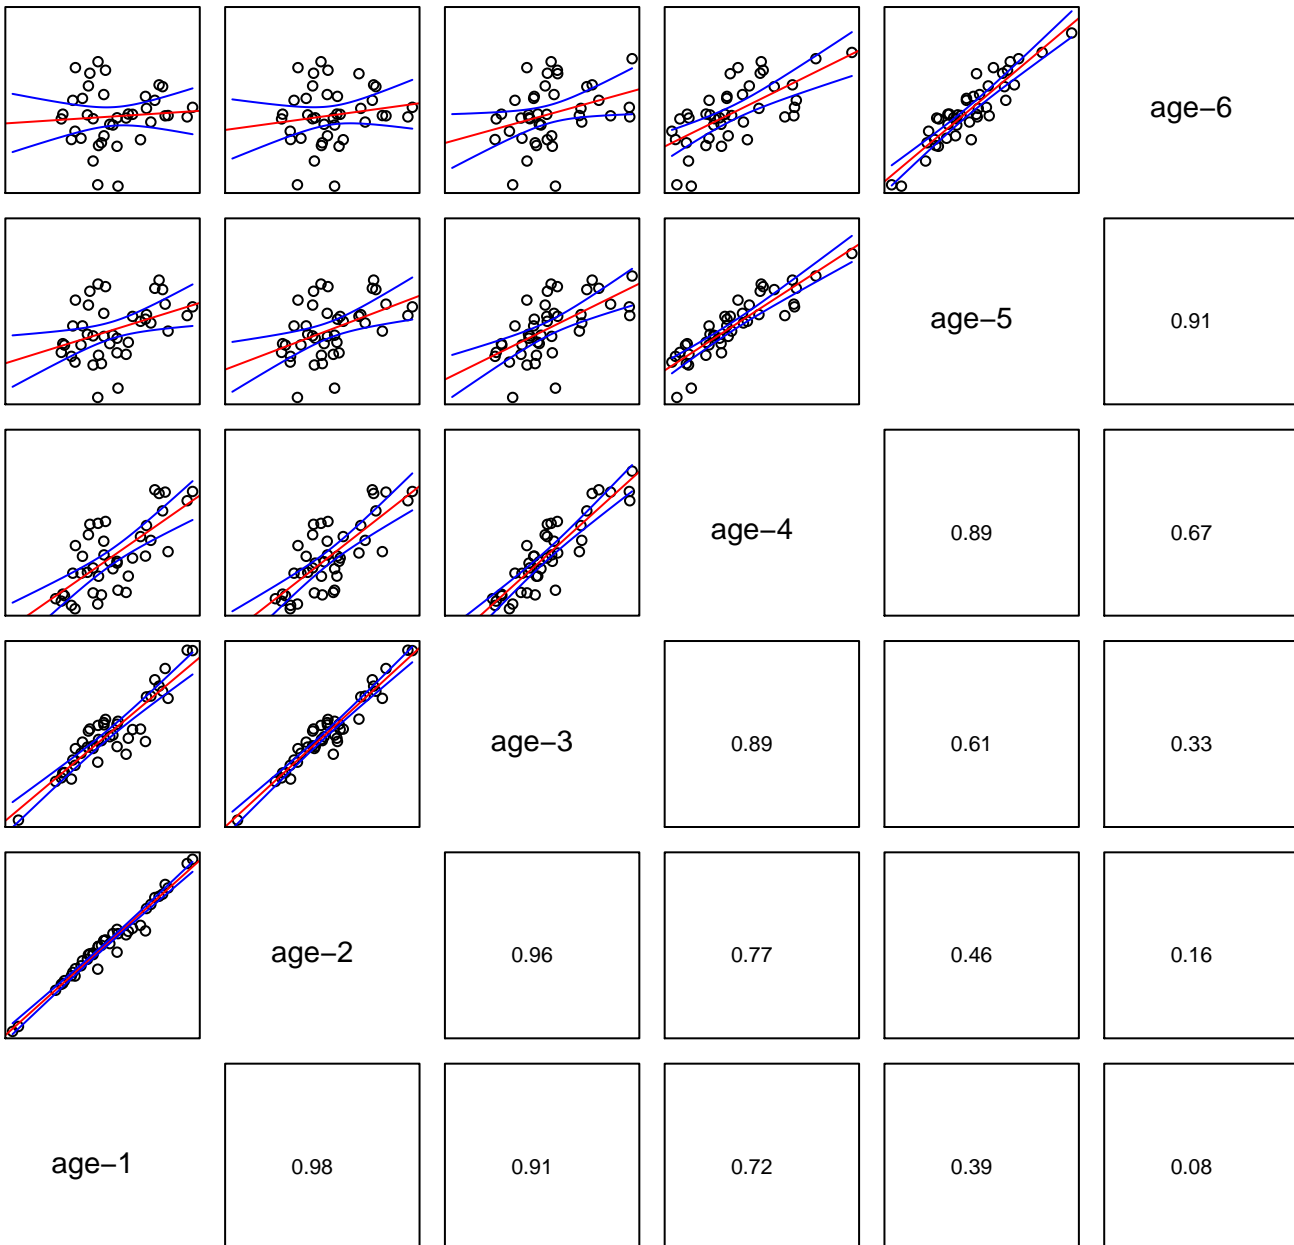 age−6
age−5 0.91
age−4 0.89 0.67
age−3 0.89 0.61 0.33
age−2 0.96 0.77 0.46 0.16
age−1 0.98 0.91 0.72 0.39 0.08